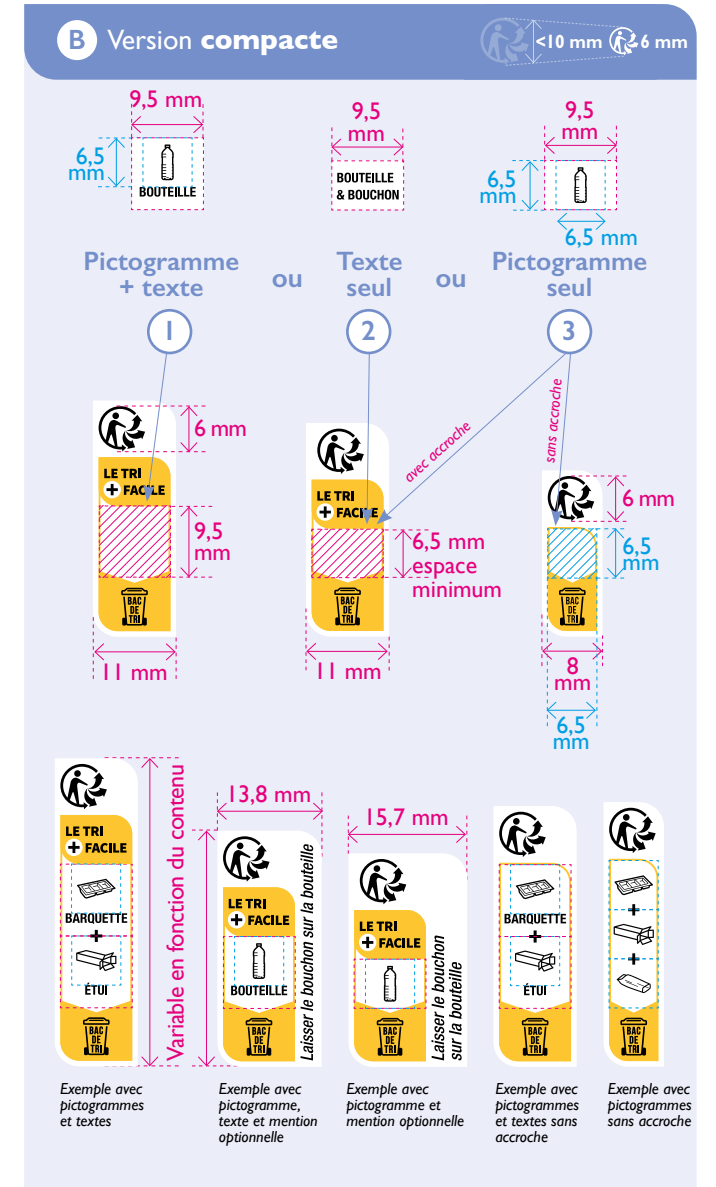 B Version compacte
<10 mm 6 mm
9,5 mm
6,5
mm
BOUTEILLE
9,5
mm
BOUTEILLE
& BOUCHON
9,5
mm
6,5
mm
6,5 mm
Pictogramme
+ texte
ou
Texte
seul
ou
Pictogramme
seul
1
2
3
avec accroche
sans accroche
6 mm
LE TRI
+ FACILE
9,5
mm
BAC
DE
TRI
11 mm
LE TRI
+ FACILE
6,5 mm
espace
minimum
BAC
DE
TRI
11 mm
6 mm
6,5
mm
BAC
DE
TRI
8
mm
6,5
mm
LE TRI
+ FACILE
BARQUETTE
+
ÉTUI
BAC
DE
TRI
Variable en fonction du contenu
Exemple avec
pictogrammes
et textes
13,8 mm
LE TRI
+ FACILE
BOUTEILLE
BAC
DE
TRI
Laisser le bouchon sur la bouteille
Exemple avec
pictogramme,
texte et mention
optionnelle
15,7 mm
LE TRI
+ FACILE
BAC
DE
TRI
Laisser le bouchon
sur la bouteille
Exemple avec
pictogramme et
mention optionnelle
BARQUETTE
+
ÉTUI
BAC
DE
TRI
Exemple avec
pictogrammes
et textes sans
accroche
+
+
BAC
DE
TRI
Exemple avec
pictogrammes
sans accroche